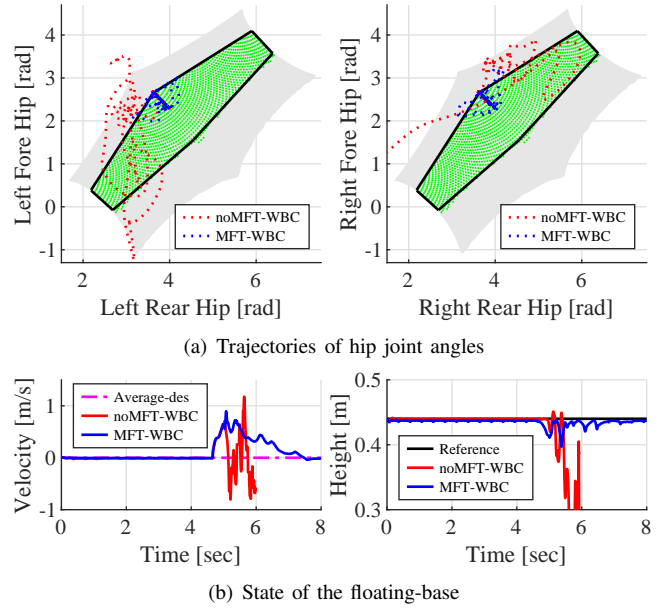 4
3
2
1
0
-1
Left Fore Hip [rad]
noMFT-WBC
MFT-WBC
2 4 6
Left Rear Hip [rad]
4
3
2
1
0
-1
Right Fore Hip [rad]
noMFT-WBC
MFT-WBC
2 4 6
Right Rear Hip [rad]
(a) Trajectories of hip joint angles
Velocity [m/s]
1
0
-1
Average-des
noMFT-WBC
MFT-WBC
0 2 4 6 8
Time [sec]
Height [m]
0.5
0.4
0.3
Reference
noMFT-WBC
MFT-WBC
0 2 4 6 8
Time [sec]
(b) State of the floating-base